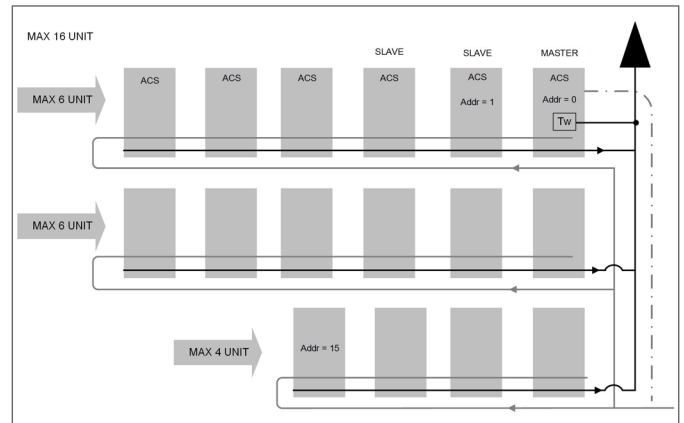 MAX 16 UNIT
SLAVE SLAVE MASTER
ACS ACS ACS ACS ACS ACS
MAX 6 UNIT
Addr = 1 Addr = 0
Tw
MAX 6 UNIT
MAX 4 UNIT
Addr = 15